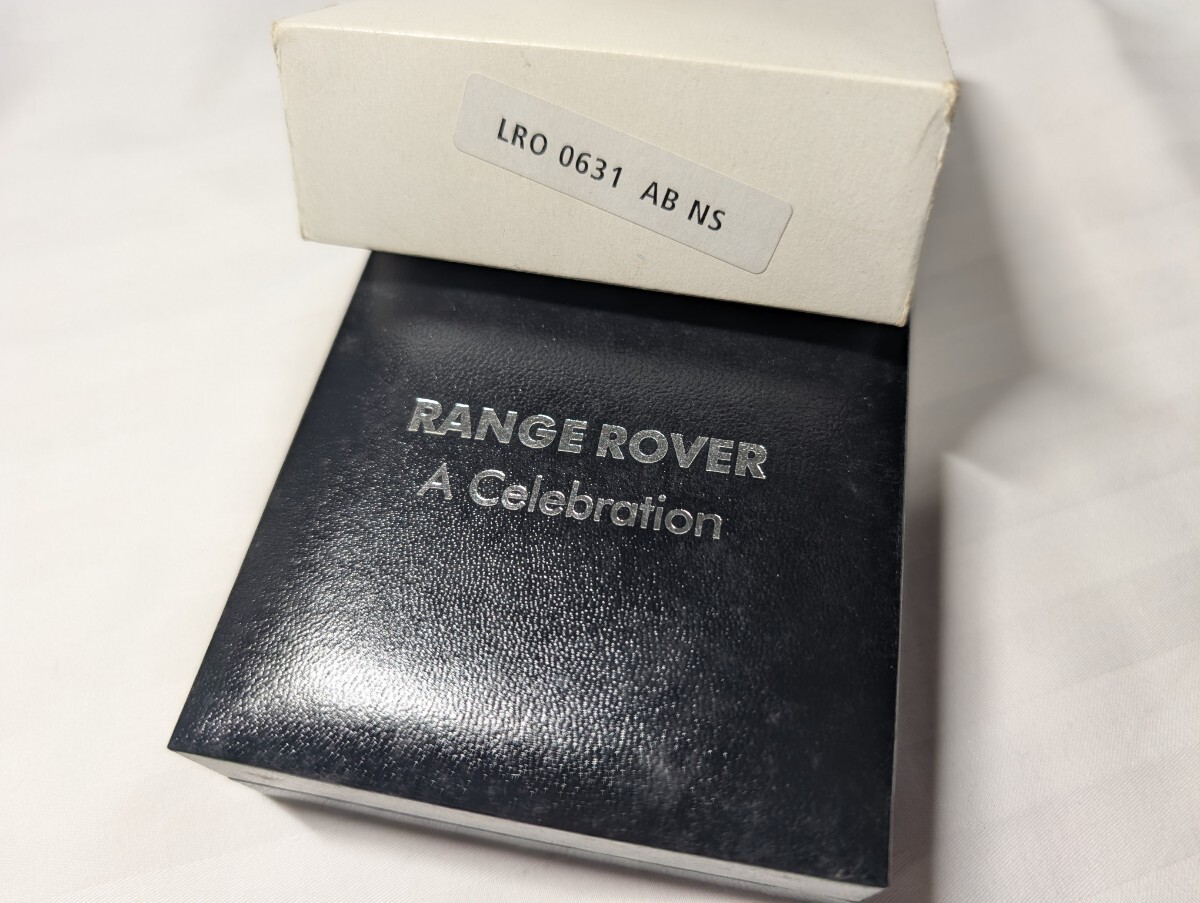 LRO 0631 AB NS
RANGE ROVER
A Celebration